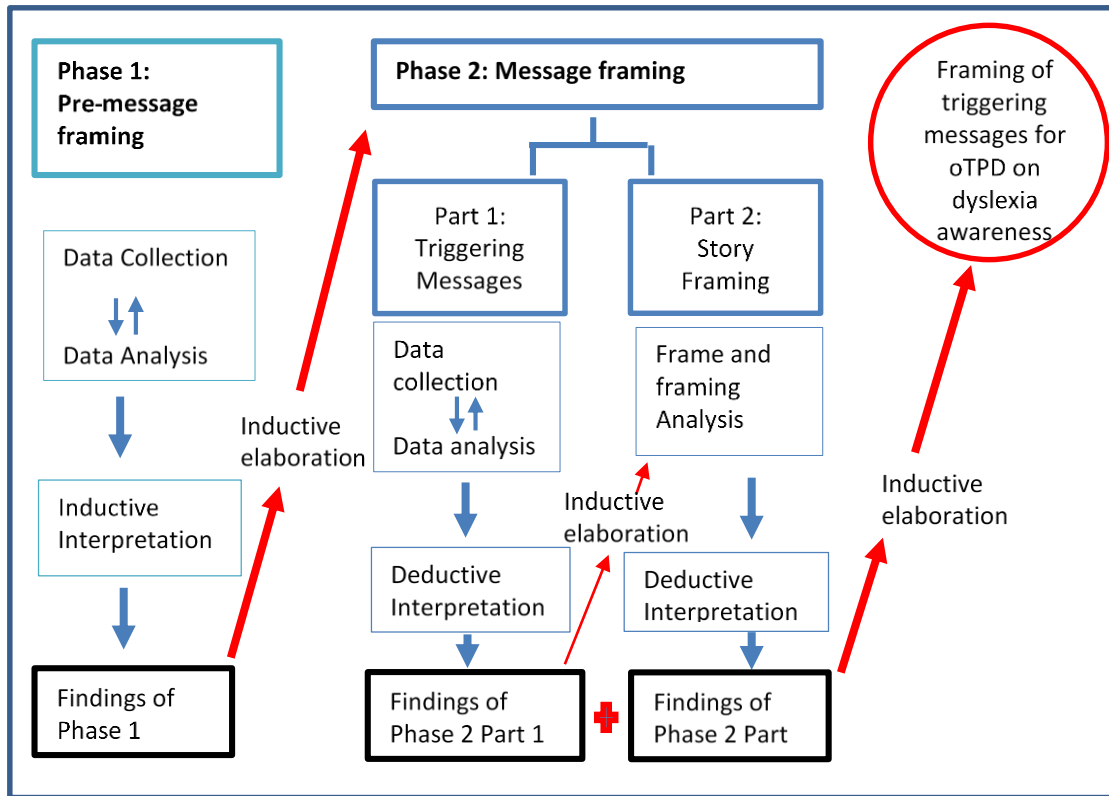 Phase 1:
Pre-message
framing
Data Collection
Data Analysis
Inductive
Interpretation
Findings of
Phase 1
Inductive
elaboration
Phase 2: Message framing
Part 1:
Triggering
Messages
Data
collection
Data analysis
Deductive
Interpretation
Findings of
Phase 2 Part 1
Inductive
elaboration
Part 2:
Story
Framing
Frame and
framing
Analysis
Deductive
Interpretation
Findings of
Phase 2 Part
Inductive
elaboration
Framing of
triggering
messages for
oTPD on
dyslexia
awareness